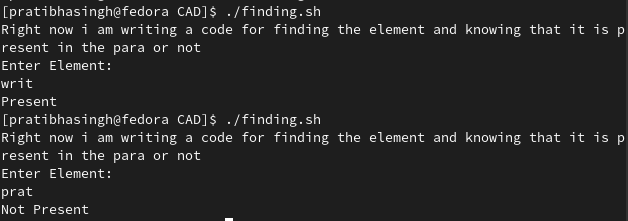 [pratibhasingh@fedora CAD]$ ./finding.sh
Right now i am writing a code for finding the element and knowing that it is p
resent in the para or not
Enter Element:
writ
Present
[pratibhasingh@fedora CAD]$ ./finding.sh
Right now i am writing a code for finding the element and knowing that it is p
resent in the para or not
Enter Element:
prat
Not Present